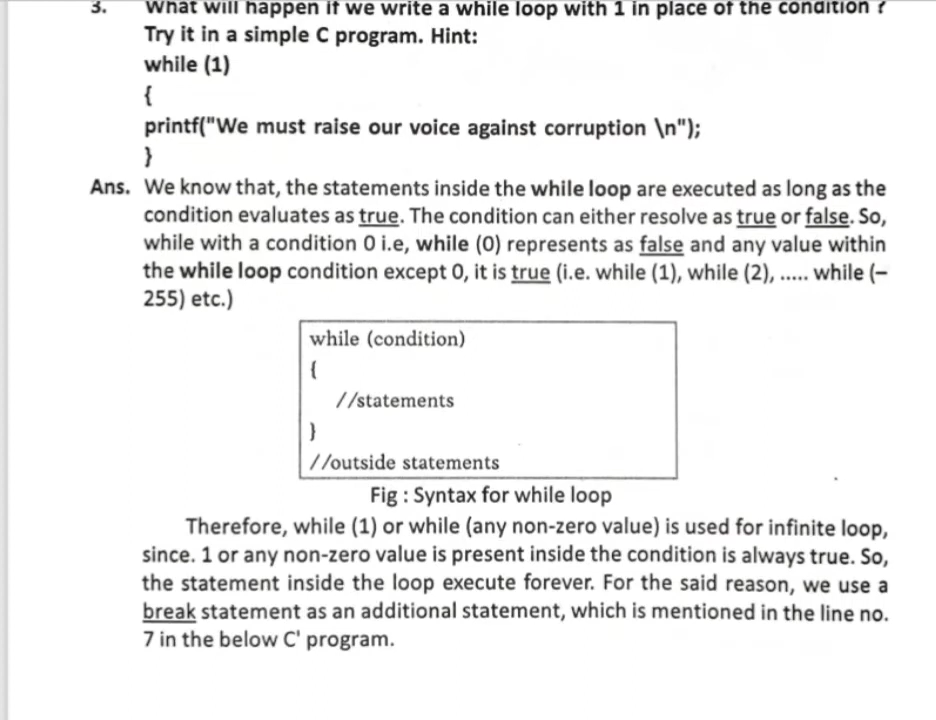 3. What will happen if we write a while loop with 1 in place of the condition ?
Try it in a simple C program. Hint:
while (1)
{
printf("We must raise our voice against corruption \n");
}
Ans. We know that, the statements inside the while loop are executed as long as the
condition evaluates as true. The condition can either resolve as true or false. So,
while with a condition 0 i.e, while (0) represents as false and any value within
the while loop condition except 0, it is true (i.e. while (1), while (2), ..... while (–
255) etc.)
while (condition)
{
//statements
}
//outside statements
Fig : Syntax for while loop
Therefore, while (1) or while (any non-zero value) is used for infinite loop,
since. 1 or any non-zero value is present inside the condition is always true. So,
the statement inside the loop execute forever. For the said reason, we use a
break statement as an additional statement, which is mentioned in the line no.
7 in the below C' program.